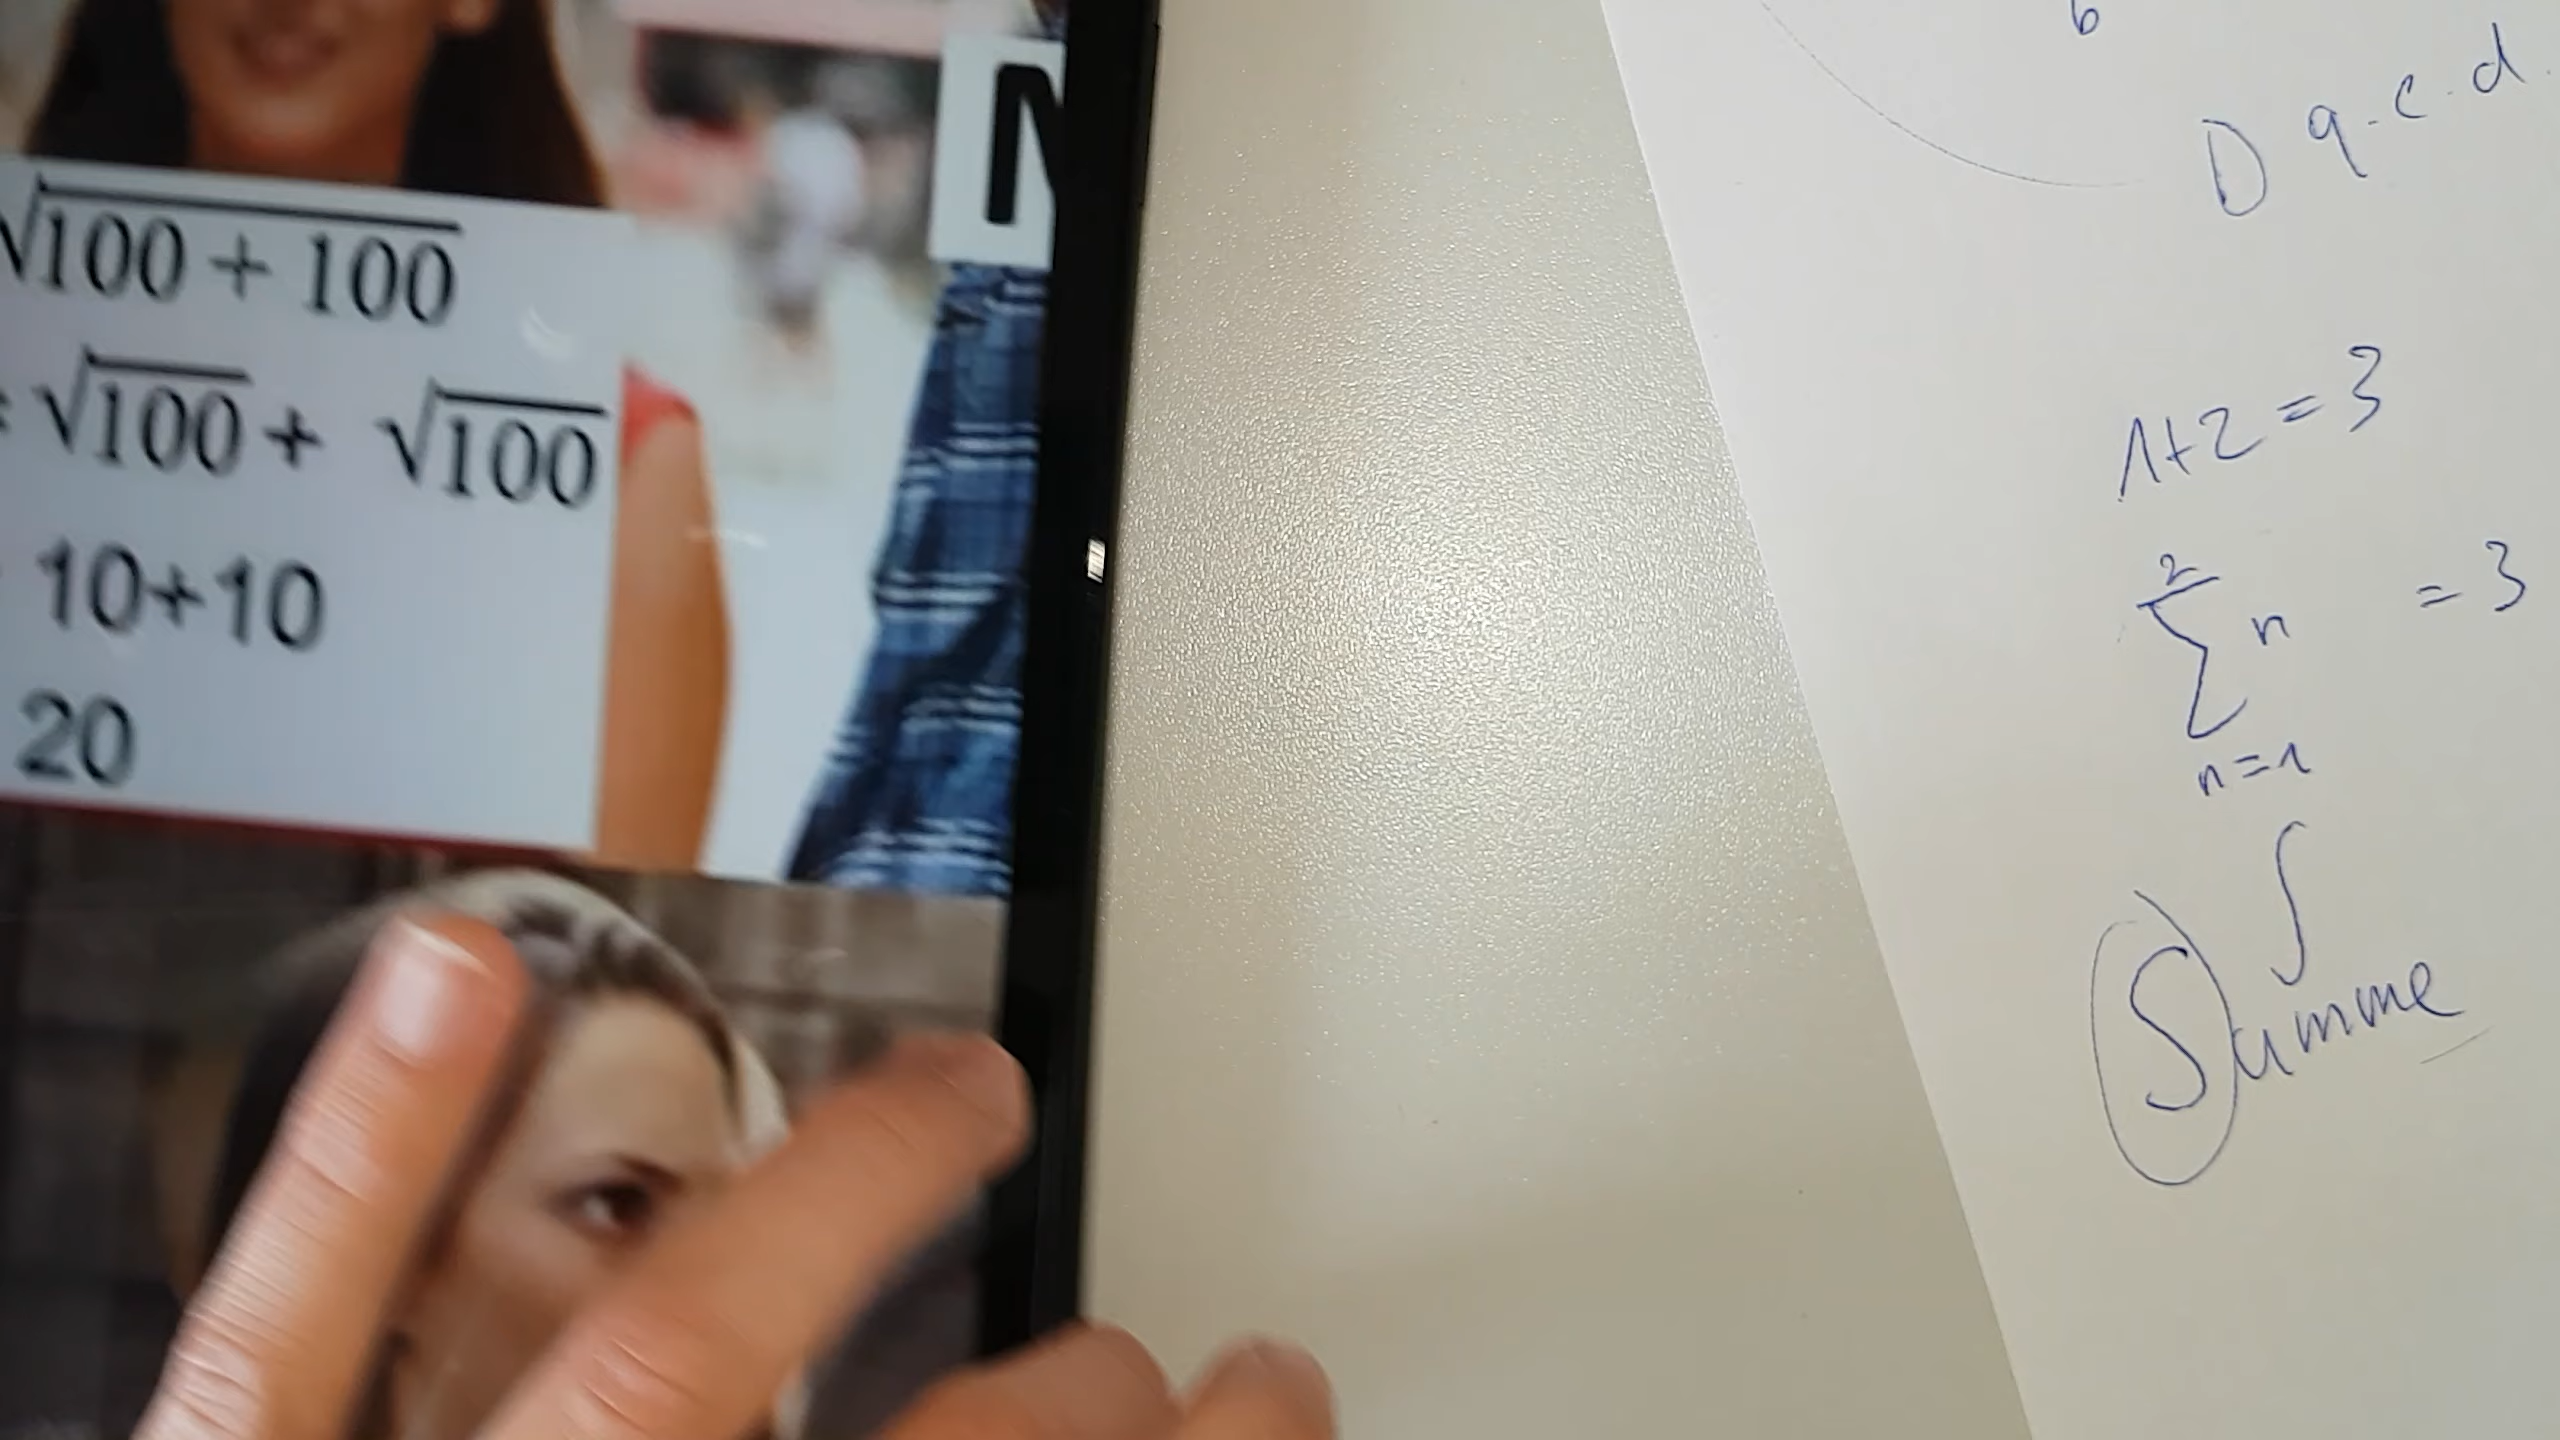 √100 + 100
= √100 + √100
10+10
20
6
D q.e.d.
1+2=3
2
∑ n = 3
n=1
∫
Summe